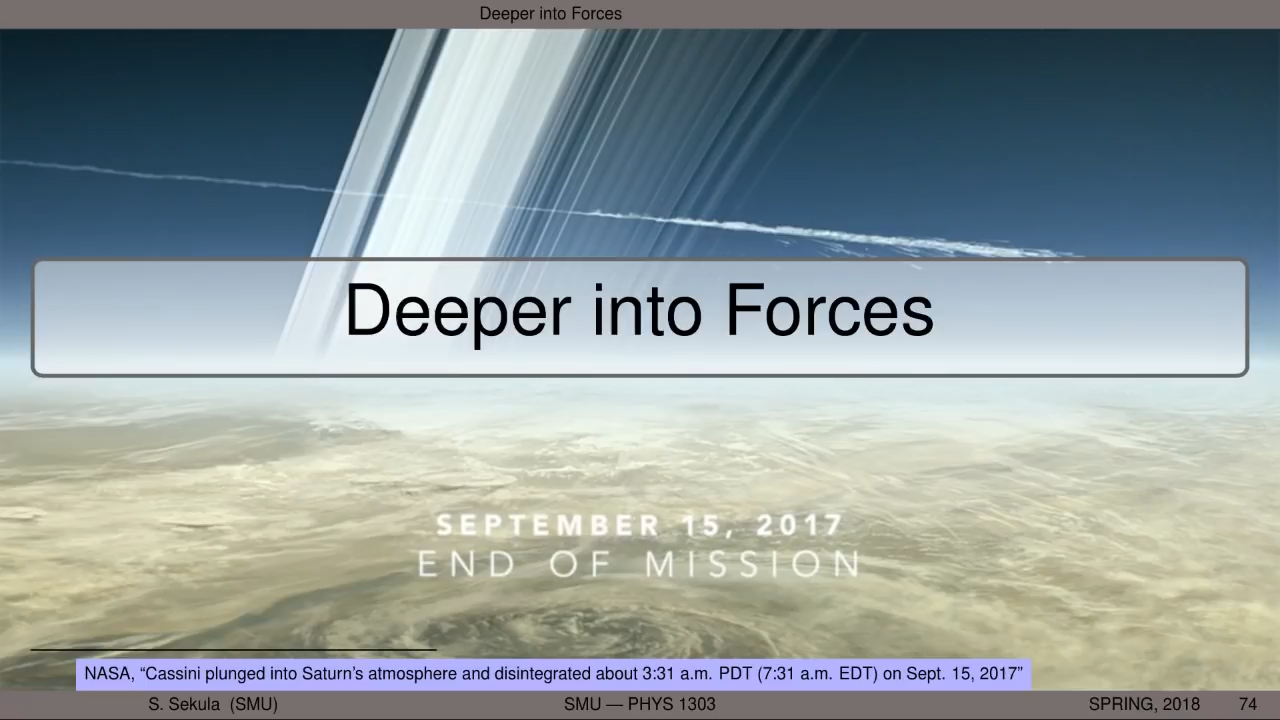 Deeper into Forces
Deeper into Forces
SEPTEMBER 15, 2017
END OF MISSION
NASA, “Cassini plunged into Saturn’s atmosphere and disintegrated about 3:31 a.m. PDT (7:31 a.m. EDT) on Sept. 15, 2017”
S. Sekula (SMU) SMU — PHYS 1303 SPRING, 2018 74